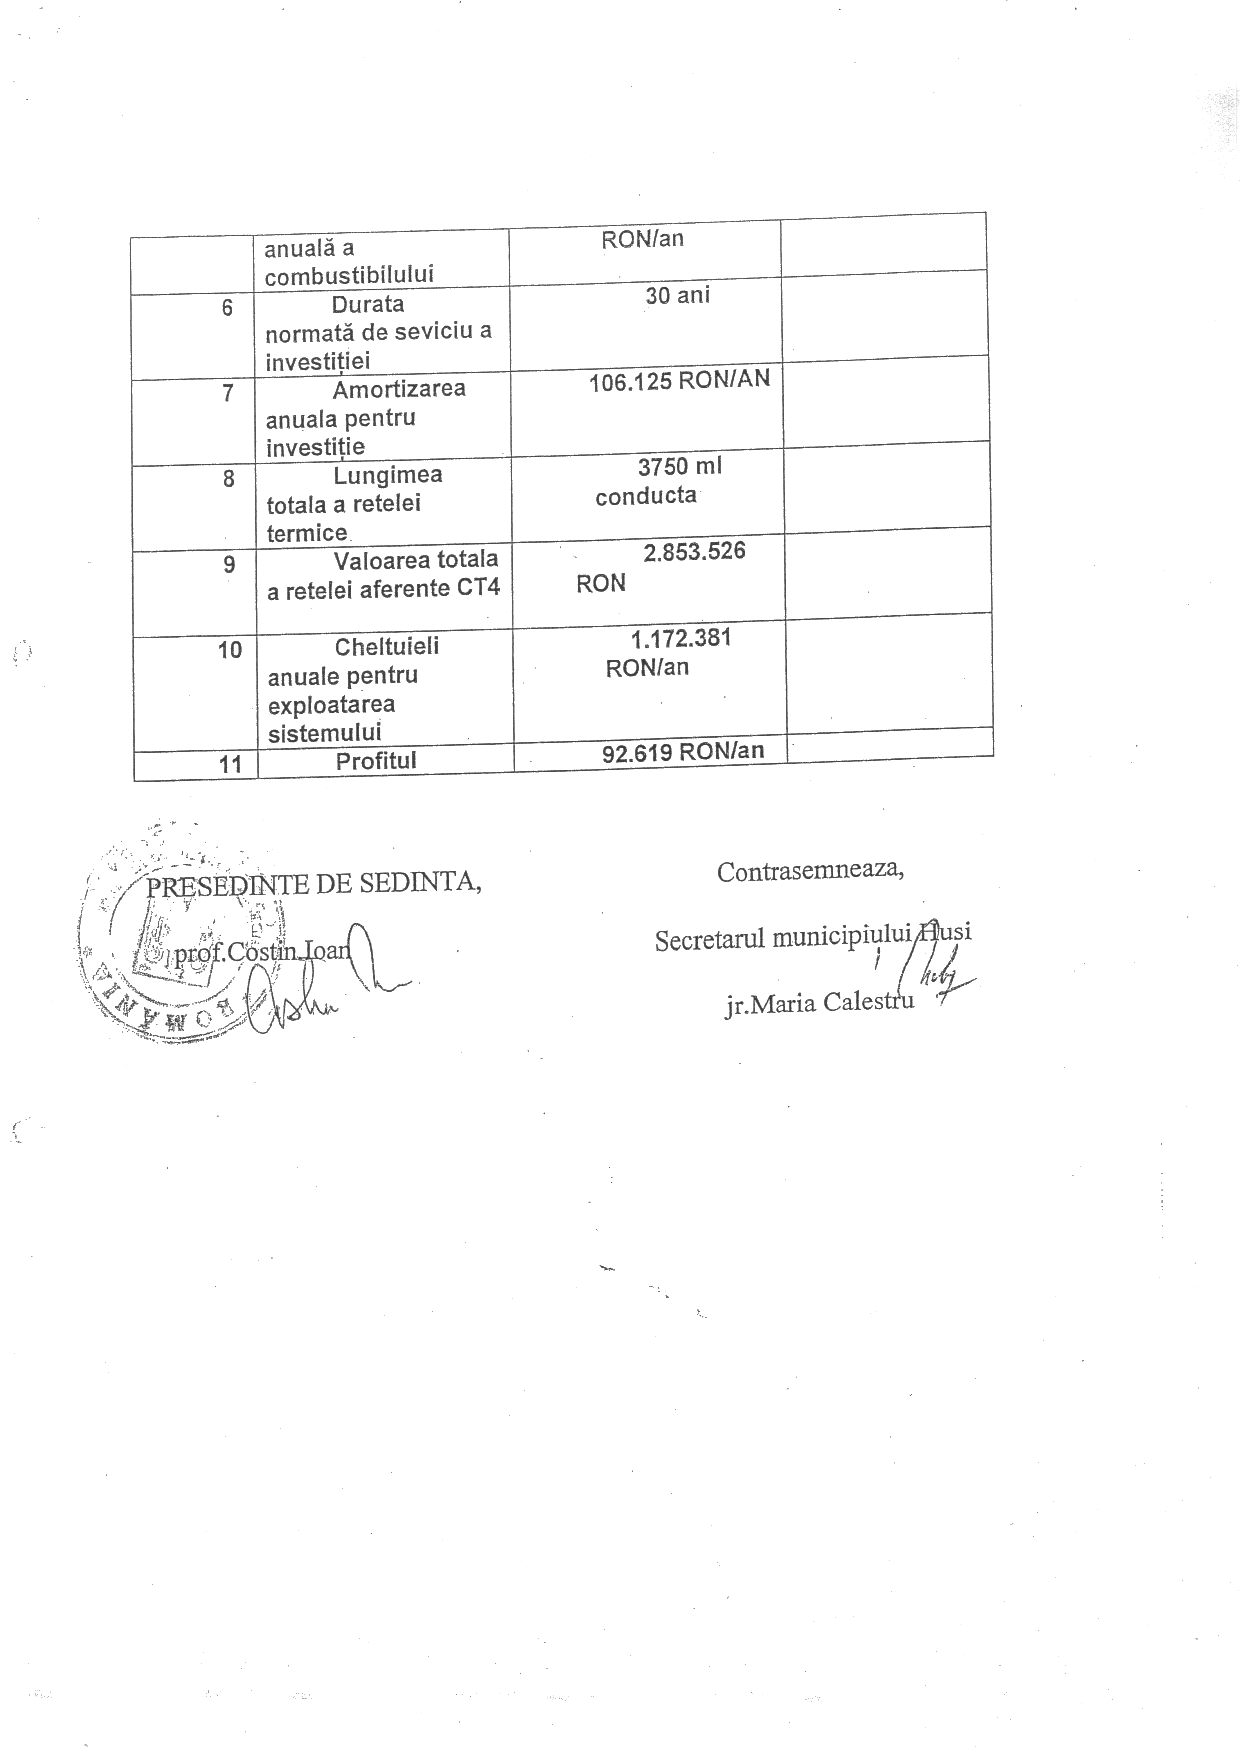 anuală a
combustibilului
RON/an
6
Durata
normată de seviciu a
investiției
30 ani
7
Amortizarea
anuala pentru
investiție
106.125 RON/AN
8
Lungimea
totala a retelei
termice
3750 ml
conducta
9
Valoarea totala
a retelei aferente CT4
2.853.526
RON
10
Cheltuieli
anuale pentru
exploatarea
sistemului
1.172.381
RON/an
11
Profitul
92.619 RON/an
PRESEDINTE DE SEDINTA,
prof.Costin Ioan
Contrasemneaza,
Secretarul municipiului Husi
jr.Maria Calestru
ROMÂNIA